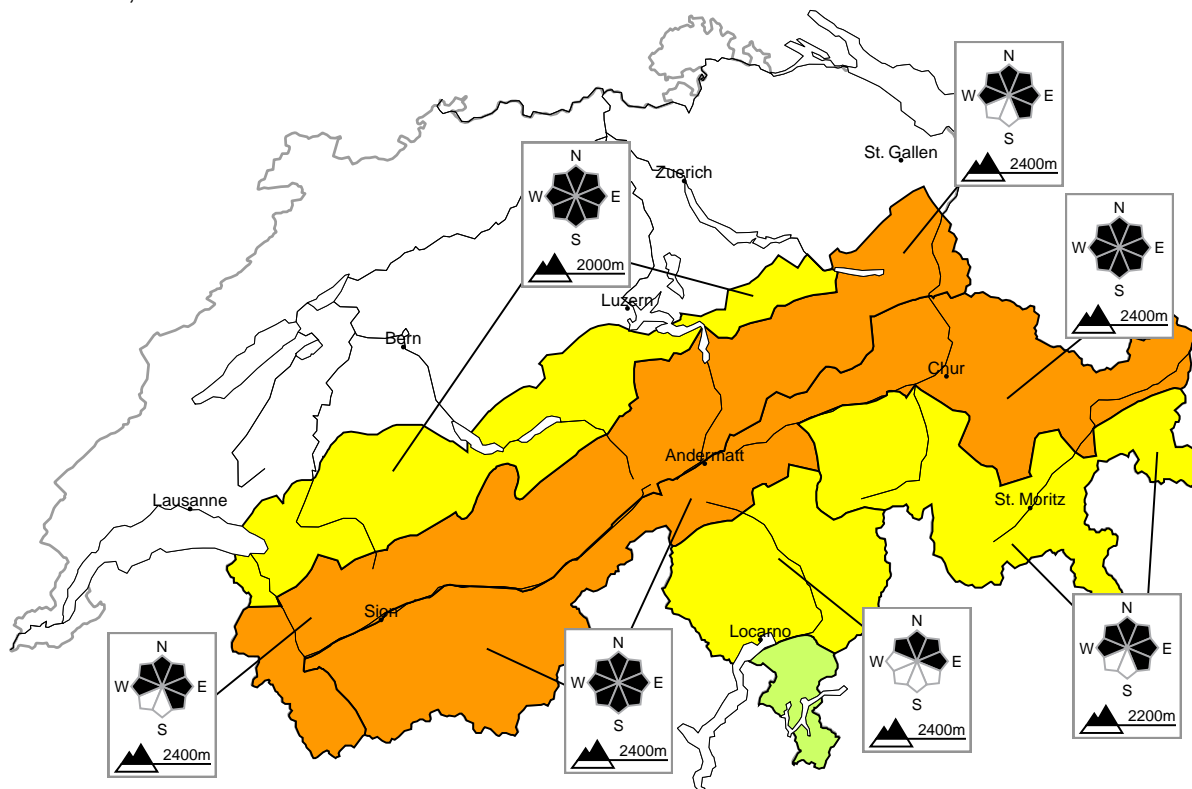 N
W E
S
2400m
St. Gallen
N
W E
S
2000m
Zuerich
N
W E
S
2400m
Luzern
Bern
Chur
Andermatt
Lausanne
St. Moritz
Sion
Locarno
N
W E
S
2400m
N
W E
S
2400m
N
W E
S
2400m
N
W E
S
2200m